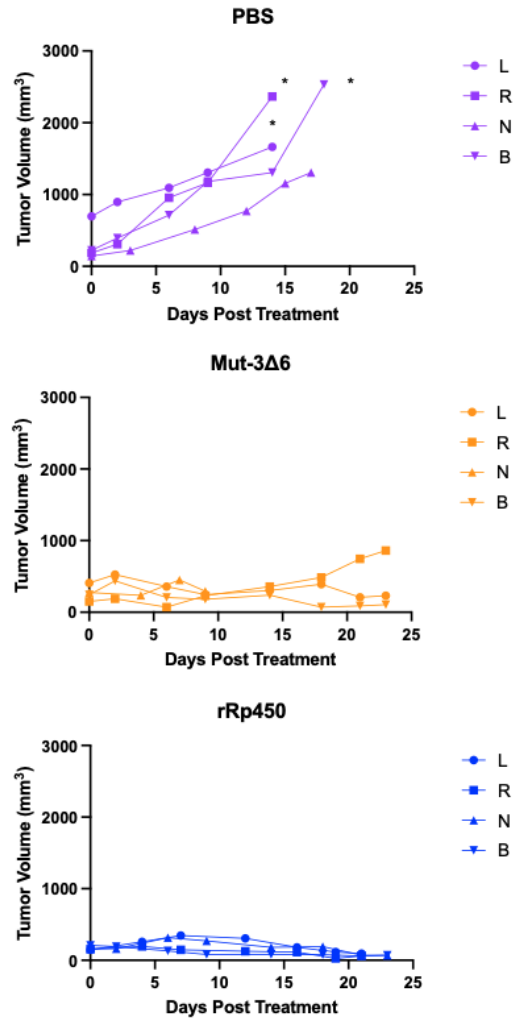 PBS
Tumor Volume (mm³)
3000
2000
1000
0
0 5 10 15 20 25
Days Post Treatment
* * *
L
R
N
B
Mut-3Δ6
Tumor Volume (mm³)
3000
2000
1000
0
0 5 10 15 20 25
Days Post Treatment
L
R
N
B
rRp450
Tumor Volume (mm³)
3000
2000
1000
0
0 5 10 15 20 25
Days Post Treatment
L
R
N
B